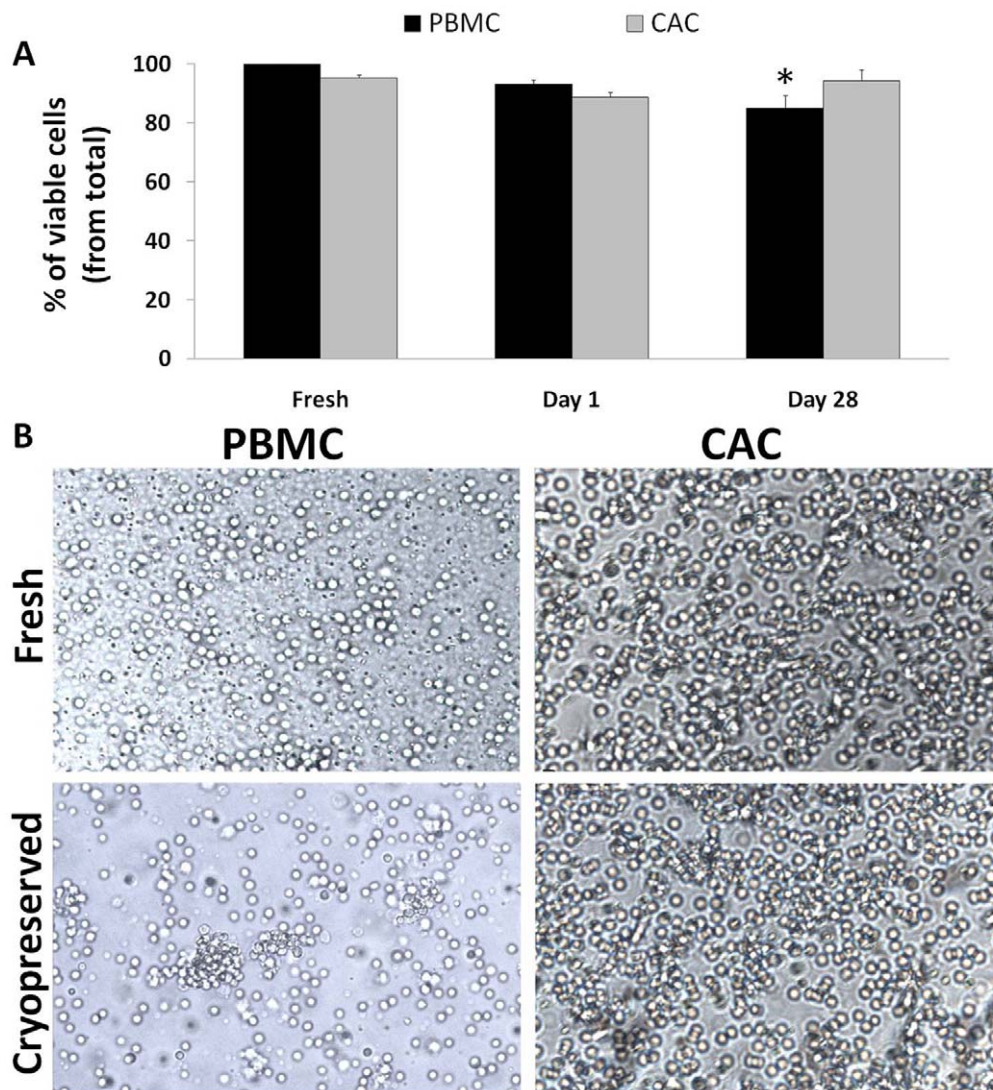 PBMC CAC
A
100
80
60
40
20
0
% of viable cells
(from total)
*
Fresh Day 1 Day 28
B
PBMC CAC
Fresh
Cryopreserved